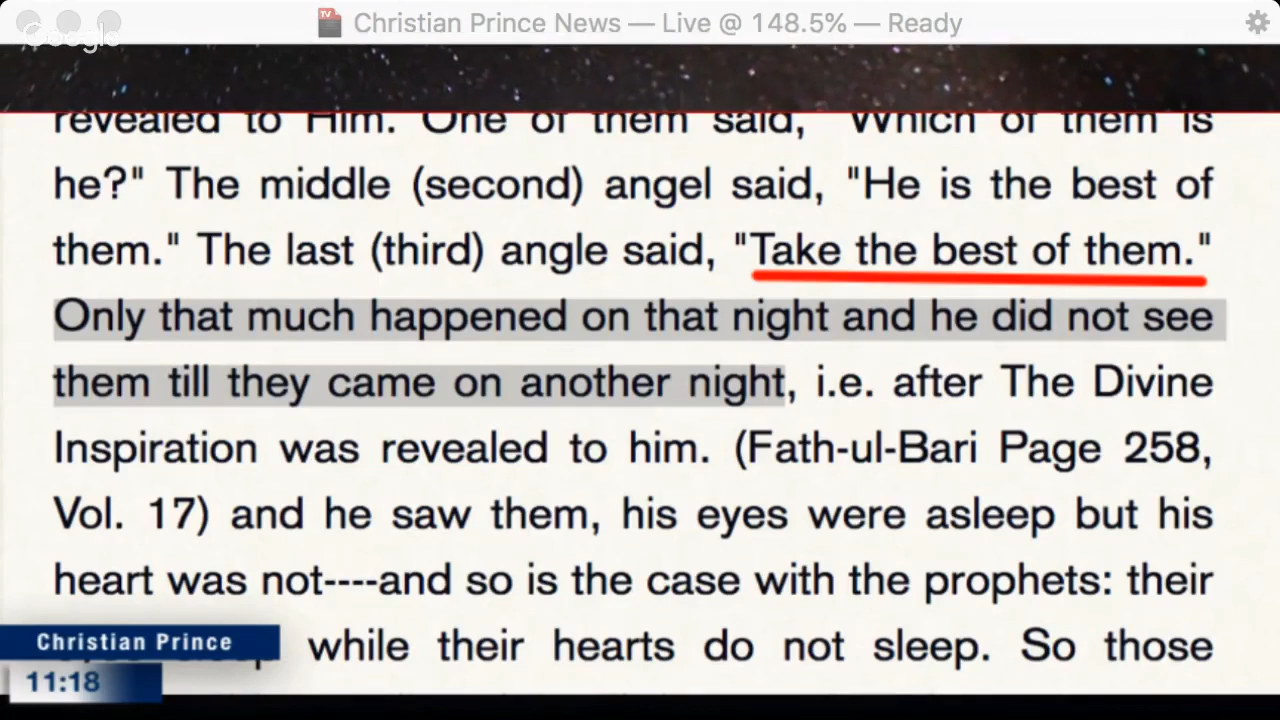 TV
Christian Prince News — Live @ 148.5% — Ready
Google
revealed to Him. One of them said, "Which of them is
he?" The middle (second) angel said, "He is the best of
them." The last (third) angle said, "Take the best of them."
Only that much happened on that night and he did not see
them till they came on another night, i.e. after The Divine
Inspiration was revealed to him. (Fath-ul-Bari Page 258,
Vol. 17) and he saw them, his eyes were asleep but his
heart was not----and so is the case with the prophets: their
while their hearts do not sleep. So those
Christian Prince
11:18